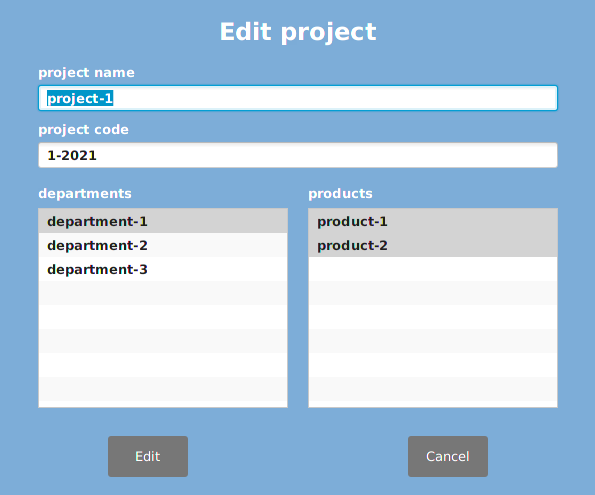 Edit project
project name
project-1
project code
1-2021
departments
department-1
department-2
department-3
products
product-1
product-2
Edit
Cancel